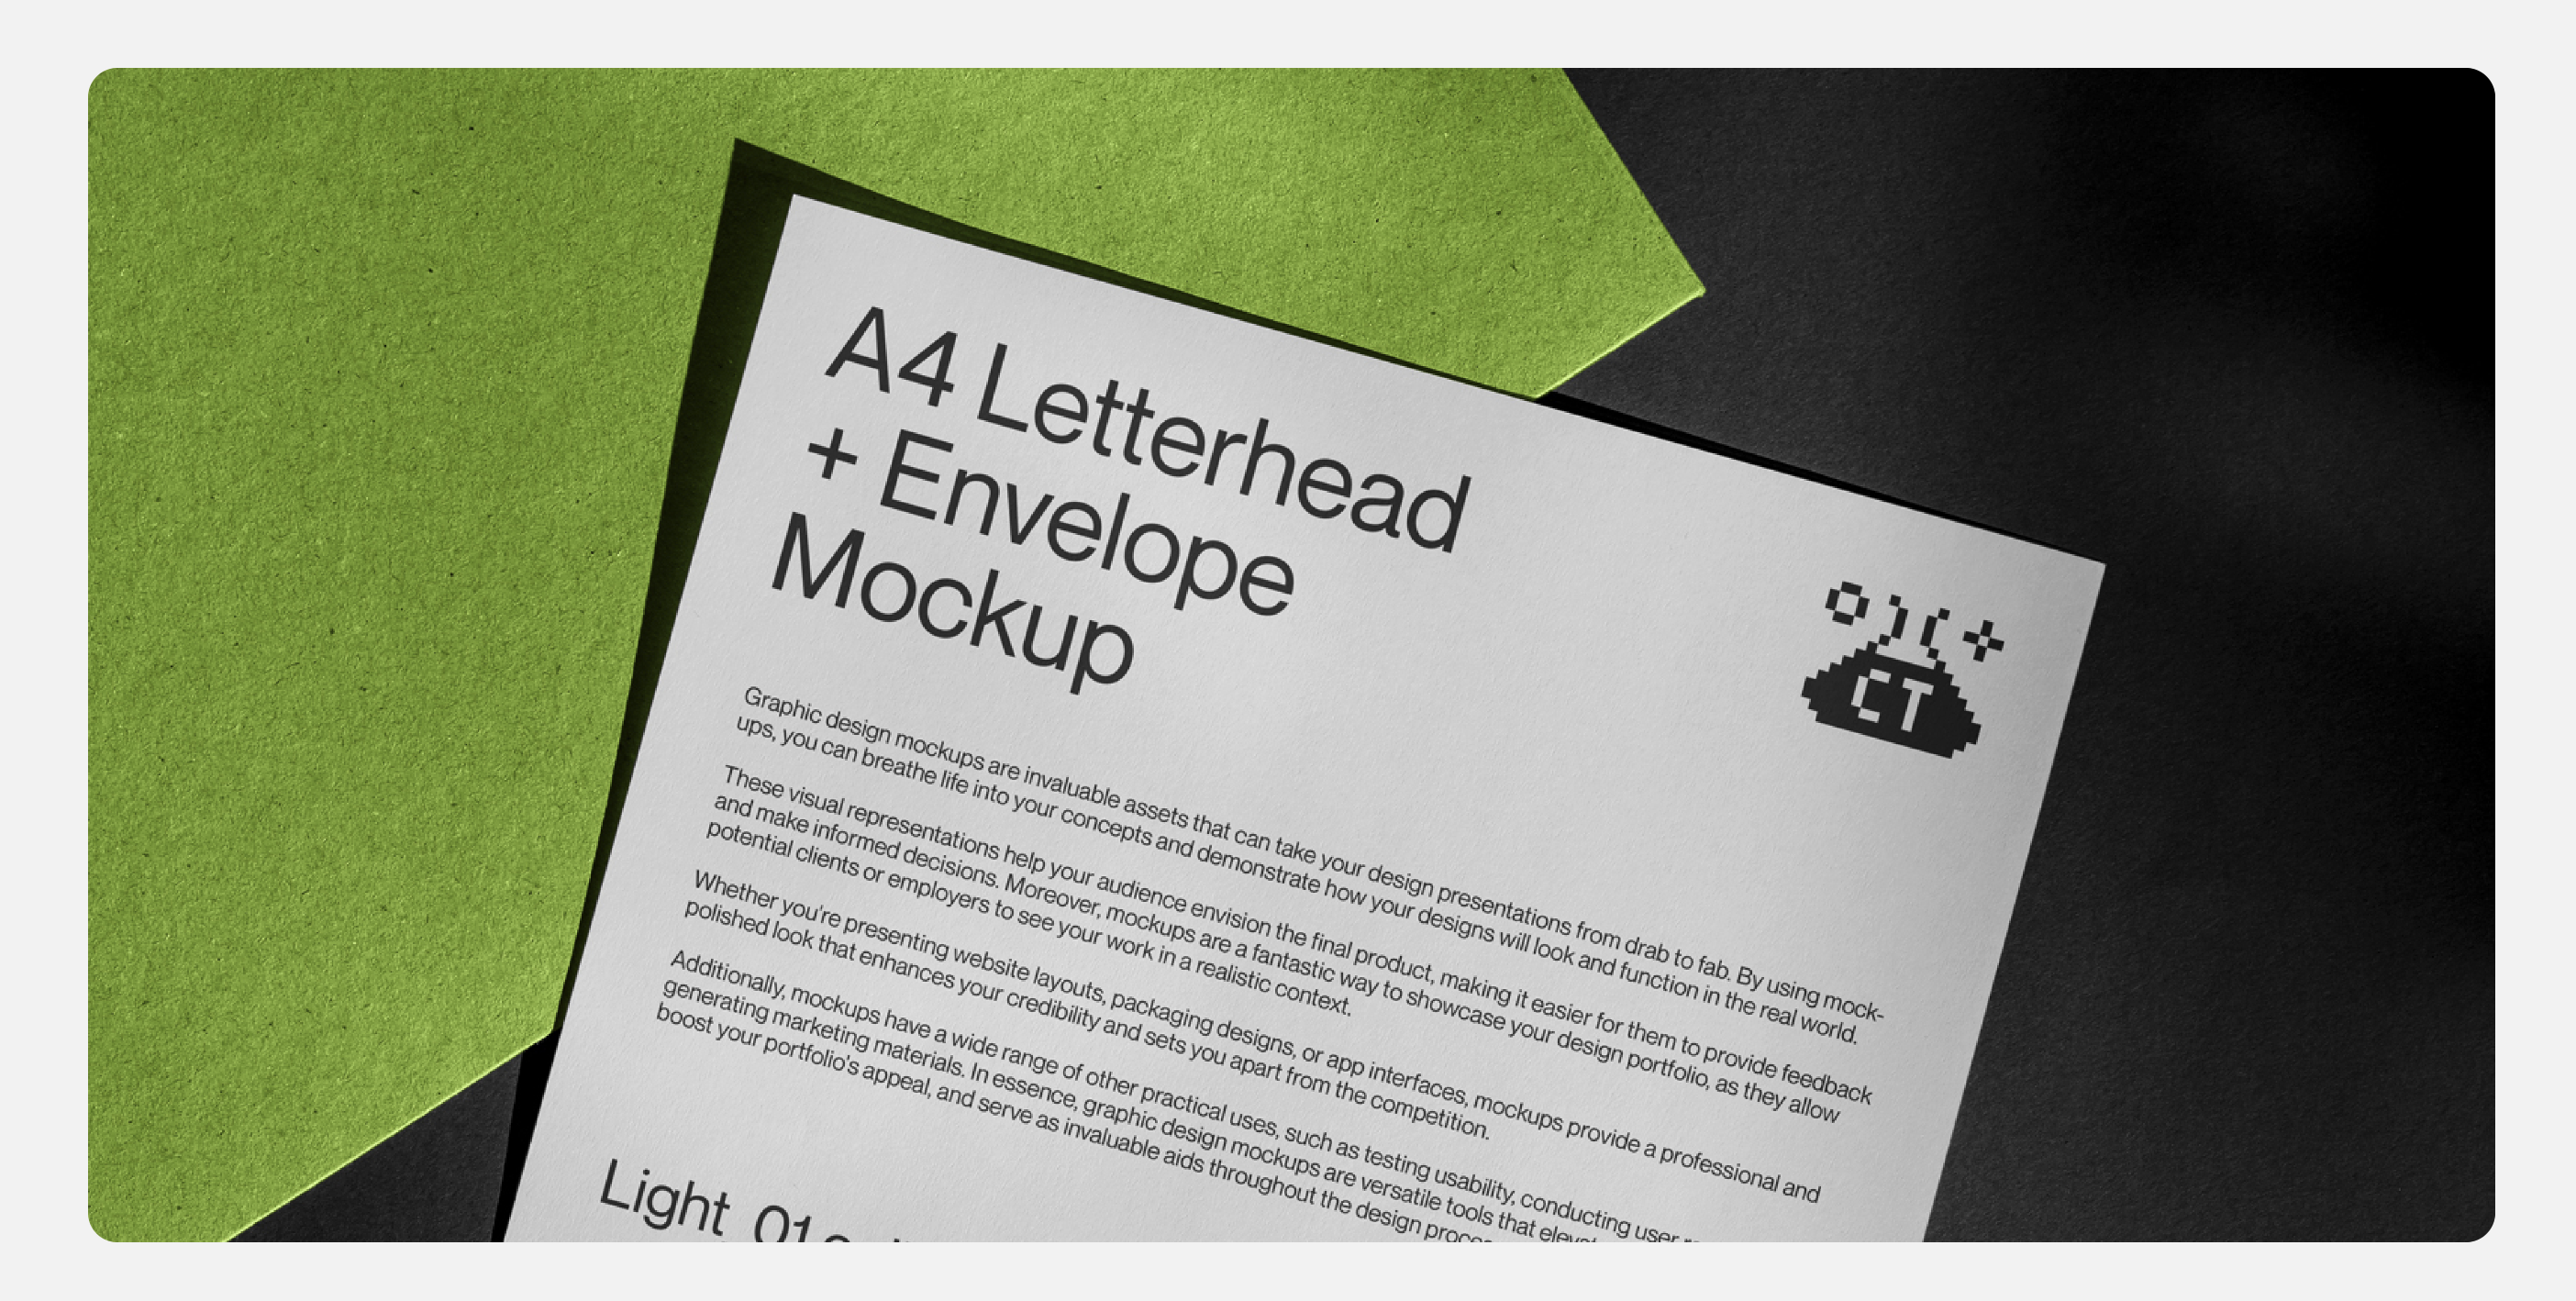 A4 Letterhead
+ Envelope
Mockup
CT
Graphic design mockups are invaluable assets that can take your design presentations from drab to fab. By using mock-
ups, you can breathe life into your concepts and demonstrate how your designs will look and function in the real world.
These visual representations help your audience envision the final product, making it easier for them to provide feedback
and make informed decisions. Moreover, mockups are a fantastic way to showcase your design portfolio, as they allow
potential clients or employers to see your work in a realistic context.
Whether you're presenting website layouts, packaging designs, or app interfaces, mockups provide a professional and
polished look that enhances your credibility and sets you apart from the competition.
Additionally, mockups have a wide range of other practical uses, such as testing usability, conducting user
generating marketing materials. In essence, graphic design mockups are versatile tools that
boost your portfolio's appeal, and serve as invaluable aids throughout the design
Light 01